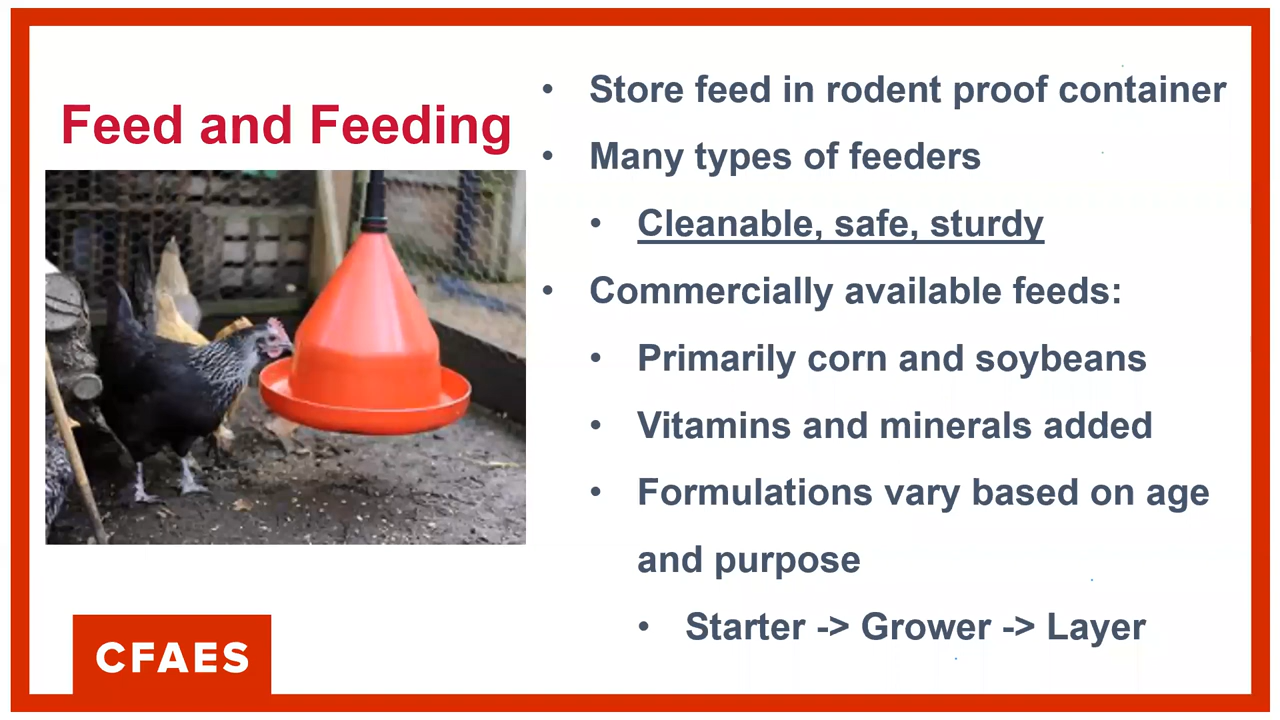 Feed and Feeding
• Store feed in rodent proof container
• Many types of feeders
• Cleanable, safe, sturdy
• Commercially available feeds:
• Primarily corn and soybeans
• Vitamins and minerals added
• Formulations vary based on age
and purpose
• Starter -> Grower -> Layer
CFAES